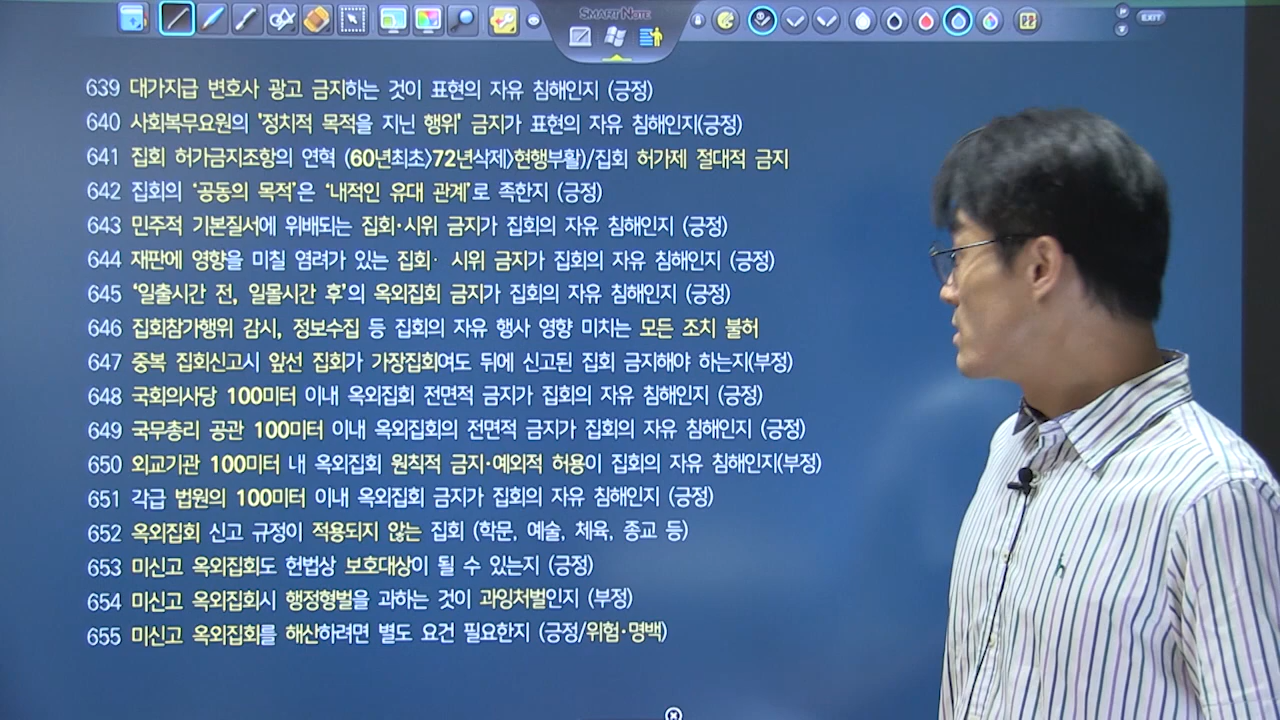 SMART NOTE
EXIT
639 대가지급 변호사 광고 금지하는 것이 표현의 자유 침해인지 (긍정)
640 사회복무요원의 '정치적 목적을 지닌 행위' 금지가 표현의 자유 침해인지(긍정)
641 집회 허가금지조항의 연혁 (60년최초>72년삭제>현행부활)/집회 허가제 절대적 금지
642 집회의 '공동의 목적'은 '내적인 유대 관계'로 족한지 (긍정)
643 민주적 기본질서에 위배되는 집회·시위 금지가 집회의 자유 침해인지 (긍정)
644 재판에 영향을 미칠 염려가 있는 집회· 시위 금지가 집회의 자유 침해인지 (긍정)
645 '일출시간 전, 일몰시간 후'의 옥외집회 금지가 집회의 자유 침해인지 (긍정)
646 집회참가행위 감시, 정보수집 등 집회의 자유 행사 영향 미치는 모든 조치 불허
647 중복 집회신고시 앞선 집회가 가장집회여도 뒤에 신고된 집회 금지해야 하는지(부정)
648 국회의사당 100미터 이내 옥외집회 전면적 금지가 집회의 자유 침해인지 (긍정)
649 국무총리 공관 100미터 이내 옥외집회의 전면적 금지가 집회의 자유 침해인지 (긍정)
650 외교기관 100미터 내 옥외집회 원칙적 금지·예외적 허용이 집회의 자유 침해인지(부정)
651 각급 법원의 100미터 이내 옥외집회 금지가 집회의 자유 침해인지 (긍정)
652 옥외집회 신고 규정이 적용되지 않는 집회 (학문, 예술, 체육, 종교 등)
653 미신고 옥외집회도 헌법상 보호대상이 될 수 있는지 (긍정)
654 미신고 옥외집회시 행정형벌을 과하는 것이 과잉처벌인지 (부정)
655 미신고 옥외집회를 해산하려면 별도 요건 필요한지 (긍정/위험·명백)